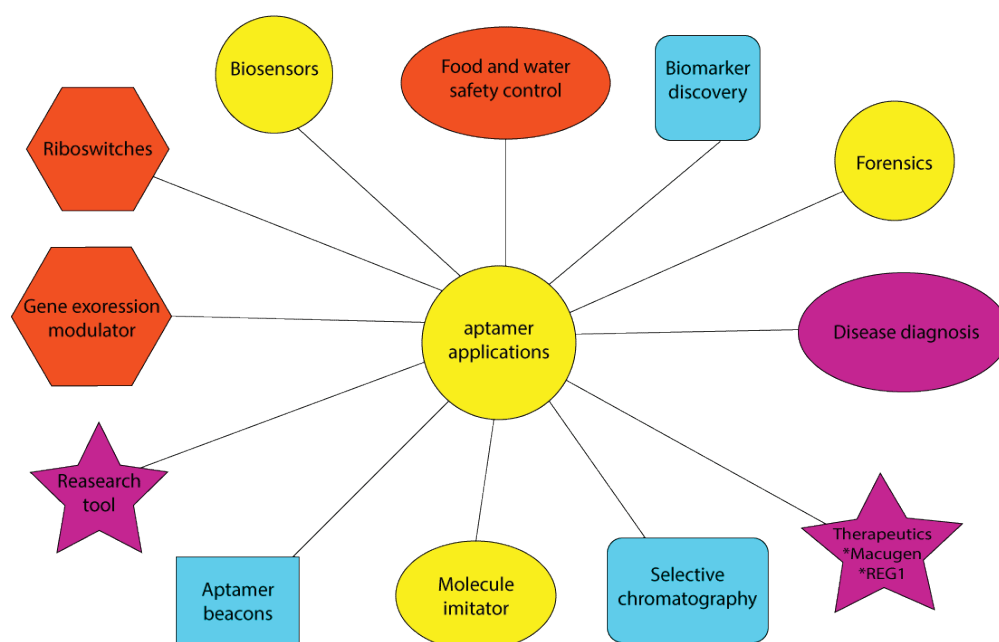 Biosensors
Food and water
safety control
Biomarker
discovery
Riboswitches
Forensics
Gene exoression
modulator
aptamer
applications
Disease diagnosis
Reasearch
tool
Therapeutics
*Macugen
*REG1
Aptamer
beacons
Molecule
imitator
Selective
chromatography